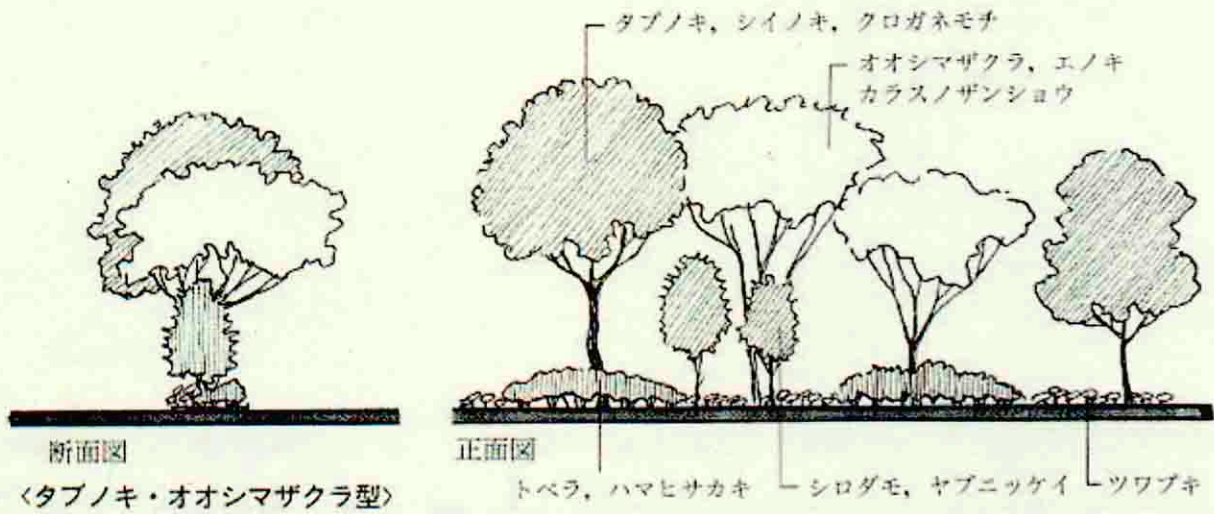 タブノキ，シイノキ，クロガネモチ
オオシマザクラ，エノキ
カラスノザンショウ
断面図
正面図
トベラ，ハマヒサカキ
シロダモ，ヤブニッケイ
ツワブキ
〈タブノキ・オオシマザクラ型〉